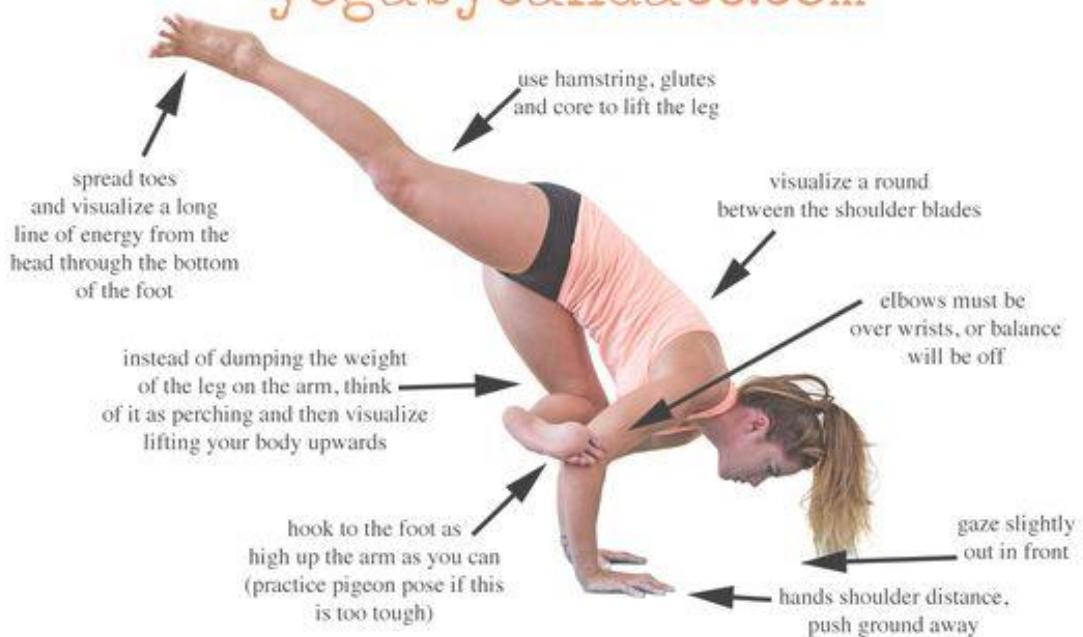 use hamstring, glutes
and core to lift the leg
spread toes
and visualize a long
line of energy from the
head through the bottom
of the foot
visualize a round
between the shoulder blades
elbows must be
over wrists, or balance
will be off
instead of dumping the weight
of the leg on the arm, think
of it as perching and then visualize
lifting your body upwards
hook to the foot as
high up the arm as you can
(practice pigeon pose if this
is too tough)
gaze slightly
out in front
hands shoulder distance,
push ground away